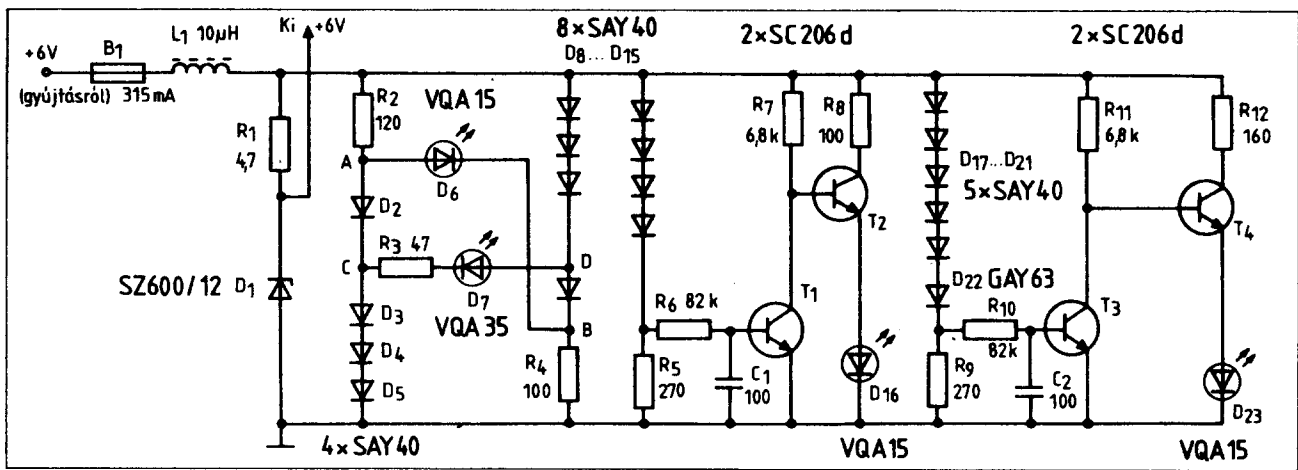 +6V
B1
L1 10µH
Ki
+6V
(gyújtásról) 315mA
R1
4,7
SZ600/12 D1
R2
120
VQA 15
A
D6
D2
C
R3 47
D7
VQA 35
D3
D4
D5
4×SAY40
8×SAY40
D8...D15
D
B
R4
100
R5
270
R6 82k
C1
100
2×SC206d
R7
6,8k
R8
100
T2
T1
D16
VQA15
D17...D21
5×SAY40
D22 GAY63
R10
82k
R9
270
C2
100
2×SC206d
R11
6,8k
R12
160
T4
T3
D23
VQA15